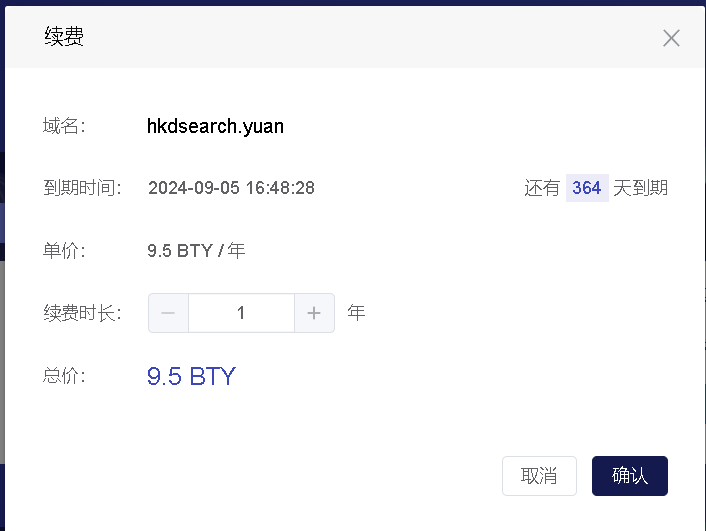 续费
域名: hkdsearch.yuan
到期时间: 2024-09-05 16:48:28 还有 364 天到期
单价: 9.5 BTY / 年
续费时长: − 1 + 年
总价: 9.5 BTY
取消 确认